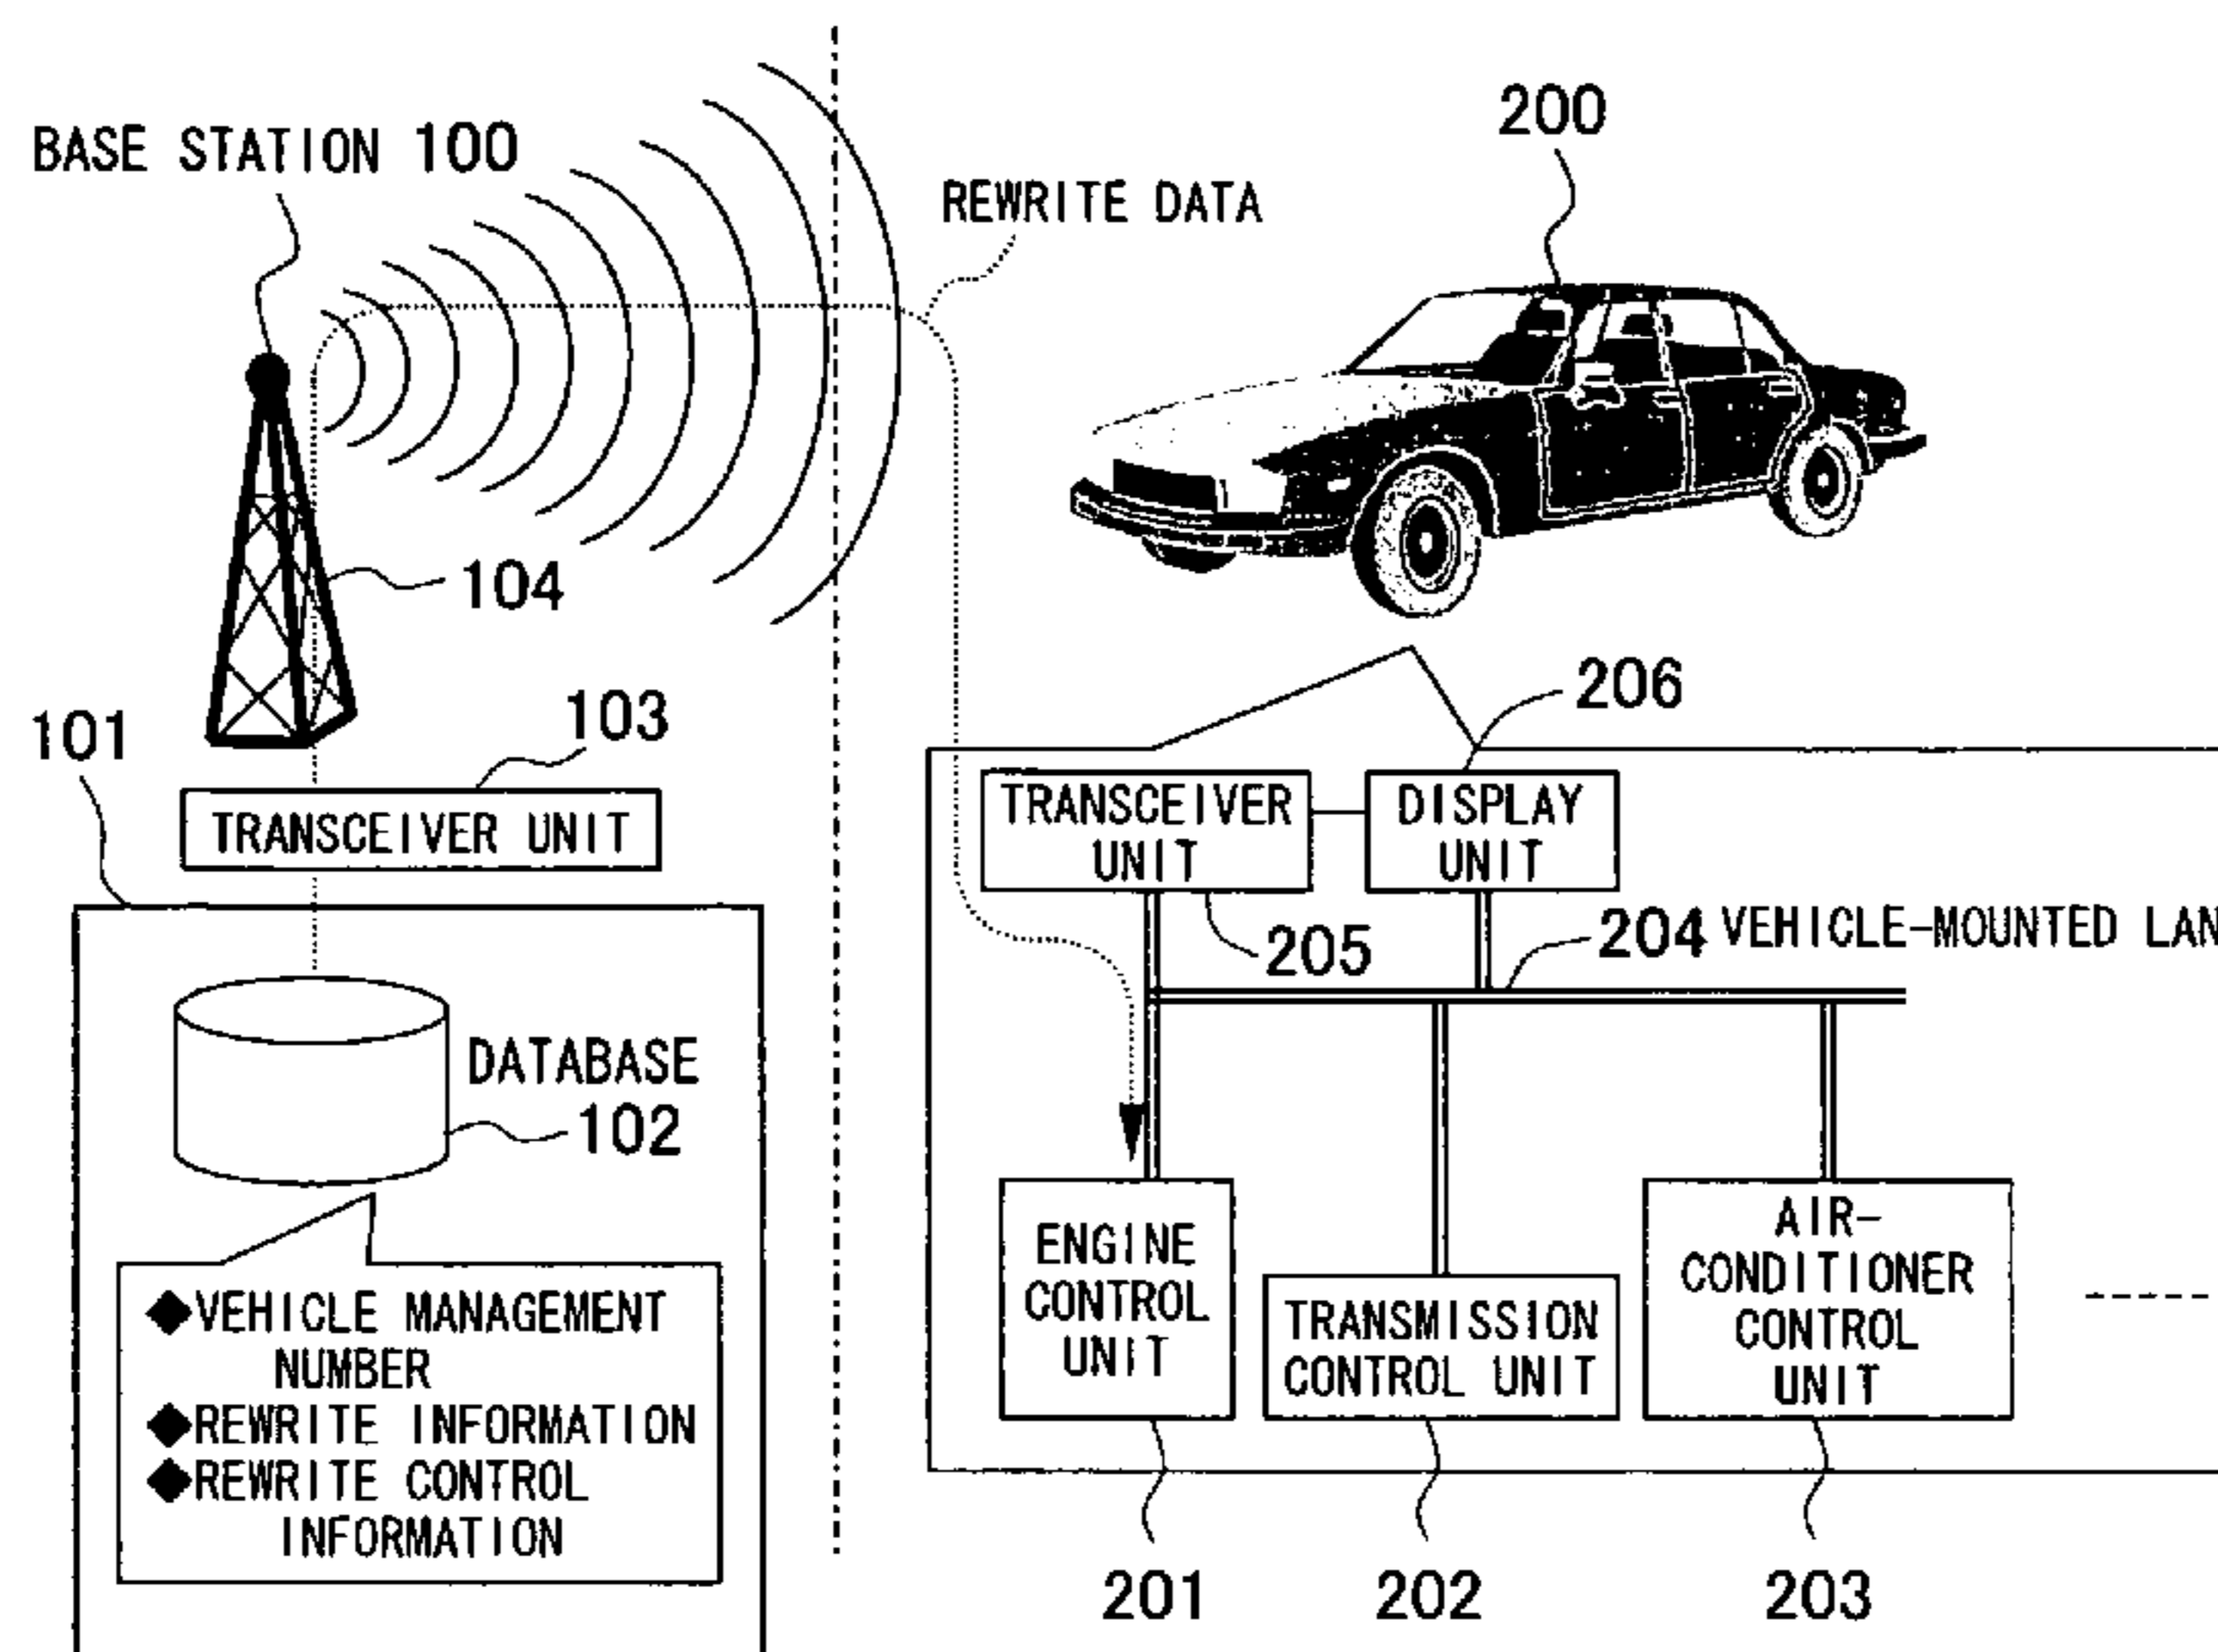 BASE STATION 100
REWRITE DATA
200
104
101
103
TRANSCEIVER UNIT
DATABASE
102
◆VEHICLE MANAGEMENT
NUMBER
◆REWRITE INFORMATION
◆REWRITE CONTROL
INFORMATION
206
TRANSCEIVER
UNIT
DISPLAY
UNIT
205
204 VEHICLE-MOUNTED LAN
ENGINE
CONTROL
UNIT
TRANSMISSION
CONTROL UNIT
AIR-
CONDITIONER
CONTROL
UNIT
201
202
203